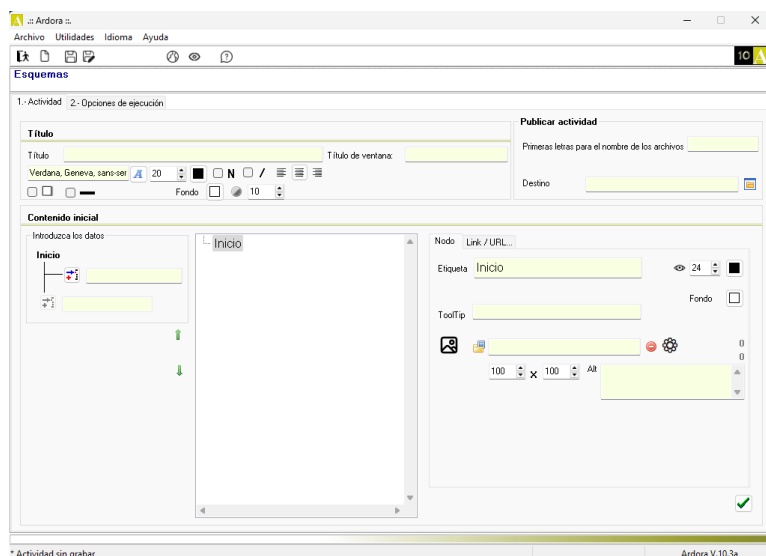 .:: Ardora ::.
Archivo Utilidades Idioma Ayuda
10 A
Esquemas
1.- Actividad 2.- Opciones de ejecución
Publicar actividad
Título
Primeras letras para el nombre de los archivos
Título Título de ventana:
Verdana, Geneva, sans-ser A 20 N /
Destino
Fondo 10
Contenido inicial
Introduzca los datos
Inicio
Inicio
Nodo Link / URL...
Etiqueta Inicio 24
Fondo
ToolTip
0
0
100 x 100 Alt
* Actividad sin grabar Ardora V-10.3a